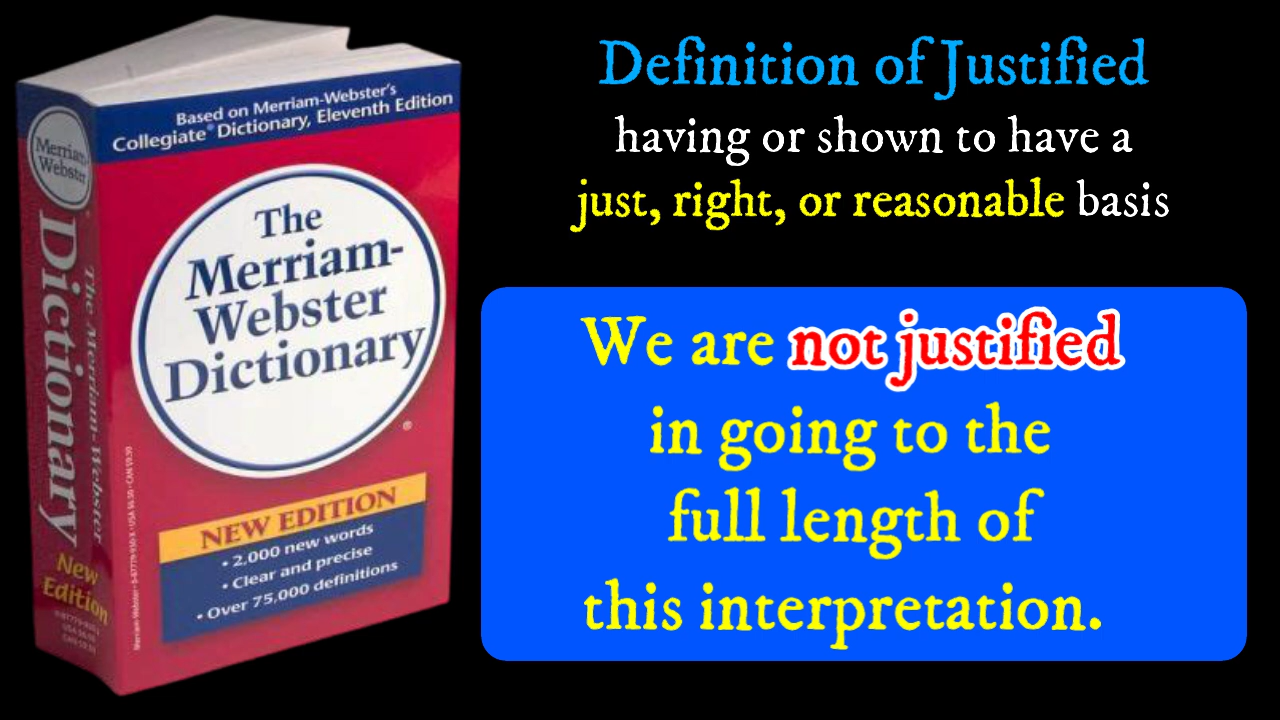 Based on Merriam-Webster's
Collegiate® Dictionary, Eleventh Edition
Merriam-
Webster
The Merriam-Webster
Dictionary
New
Edition
The
Merriam-
Webster
Dictionary
®
NEW EDITION
• 2,000 new words
• Clear and precise
• Over 75,000 definitions
Definition of Justified
having or shown to have a
just, right, or reasonable basis
We are not justified
in going to the
full length of
this interpretation.